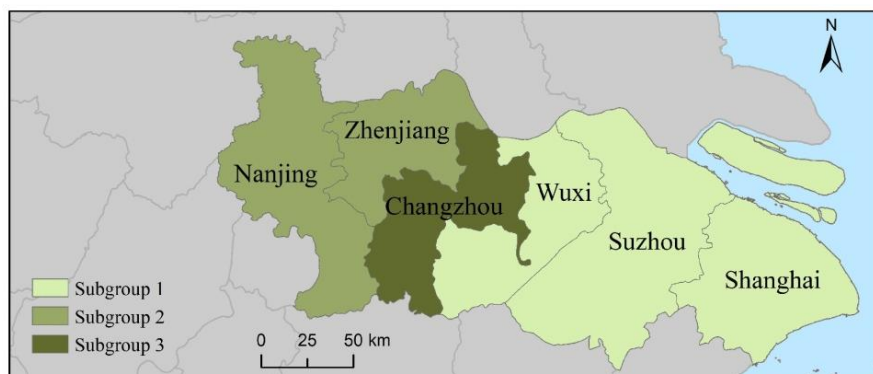 N
Zhenjiang
Nanjing
Changzhou
Wuxi
Suzhou
Shanghai
Subgroup 1
Subgroup 2
Subgroup 3
0 25 50 km